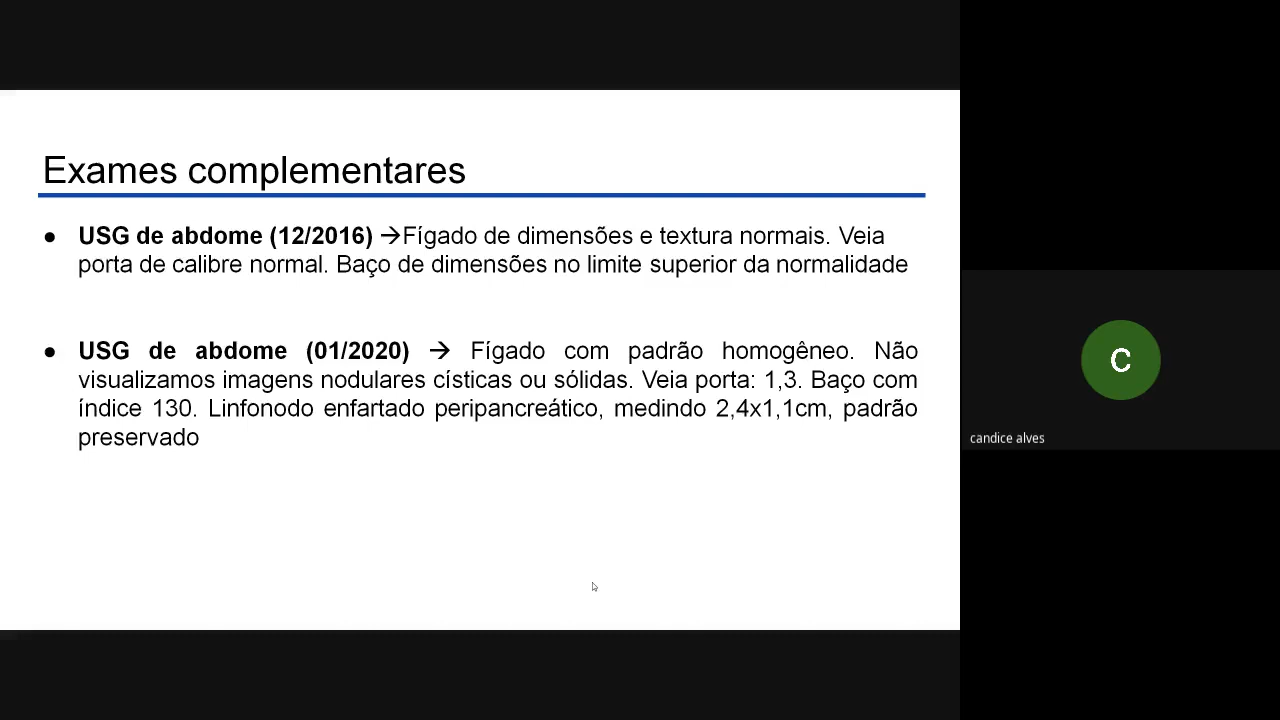 Exames complementares
● USG de abdome (12/2016) →Fígado de dimensões e textura normais. Veia
porta de calibre normal. Baço de dimensões no limite superior da normalidade
● USG de abdome (01/2020) → Fígado com padrão homogêneo. Não
visualizamos imagens nodulares císticas ou sólidas. Veia porta: 1,3. Baço com
índice 130. Linfonodo enfartado peripancreático, medindo 2,4x1,1cm, padrão
preservado
C
candice alves